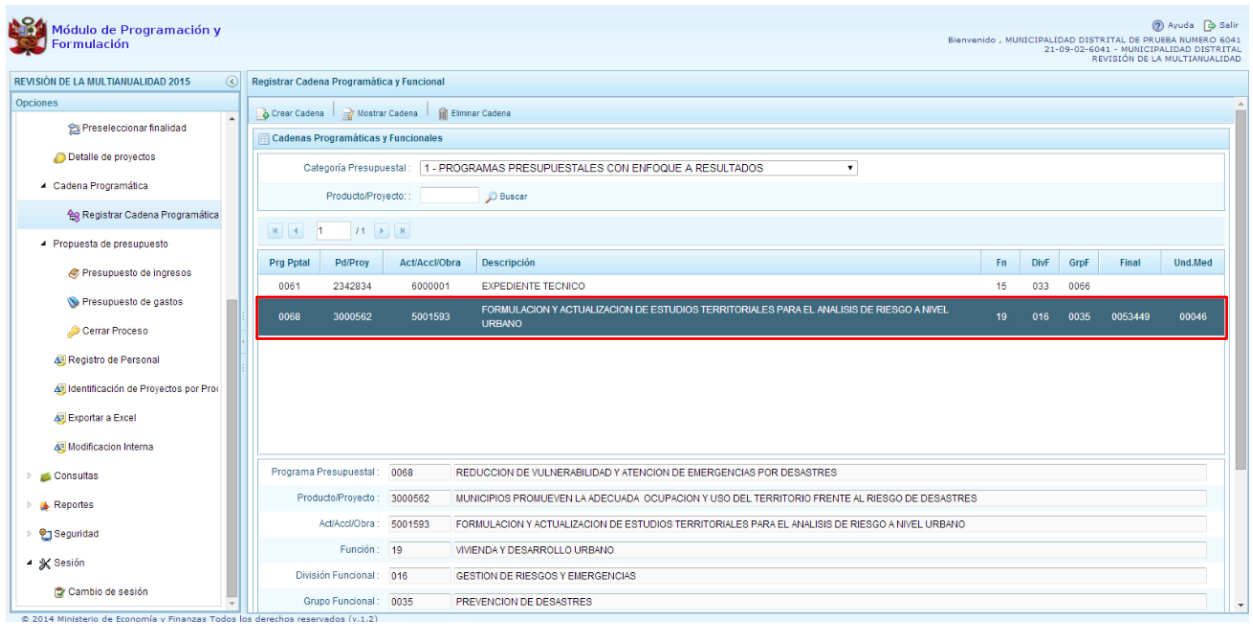 Módulo de Programación y
Formulación
Ayuda Salir
Bienvenido , MUNICIPALIDAD DISTRITAL DE PRUEBA NUMERO 6041
21-09-02-6041 - MUNICIPALIDAD DISTRITAL
REVISIÓN DE LA MULTIANUALIDAD
REVISIÓN DE LA MULTIANUALIDAD 2015
Opciones
Preseleccionar finalidad
Detalle de proyectos
Cadena Programática
Registrar Cadena Programática
Propuesta de presupuesto
Presupuesto de ingresos
Presupuesto de gastos
Cerrar Proceso
Registro de Personal
Identificación de Proyectos por Pro
Exportar a Excel
Modificacion Interna
Consultas
Reportes
Seguridad
Sesión
Cambio de sesión
Registrar Cadena Programática y Funcional
Crear Cadena Mostrar Cadena Eliminar Cadena
Cadenas Programáticas y Funcionales
Categoría Presupuestal : 1 - PROGRAMAS PRESUPUESTALES CON ENFOQUE A RESULTADOS
Producto/Proyecto: : Buscar
1 / 1
Prg Pptal Pd/Proy Act/AccI/Obra Descripción Fn DivF GrpF Final Und.Med
0061 2342834 6000001 EXPEDIENTE TECNICO 15 033 0066
0068 3000562 5001593 FORMULACION Y ACTUALIZACION DE ESTUDIOS TERRITORIALES PARA EL ANALISIS DE RIESGO A NIVEL URBANO 19 016 0035 0053449 00046
Programa Presupuestal : 0068 REDUCCION DE VULNERABILIDAD Y ATENCION DE EMERGENCIAS POR DESASTRES
Producto/Proyecto : 3000562 MUNICIPIOS PROMUEVEN LA ADECUADA OCUPACION Y USO DEL TERRITORIO FRENTE AL RIESGO DE DESASTRES
Act/AccI/Obra : 5001593 FORMULACION Y ACTUALIZACION DE ESTUDIOS TERRITORIALES PARA EL ANALISIS DE RIESGO A NIVEL URBANO
Función : 19 VIVIENDA Y DESARROLLO URBANO
División Funcional : 016 GESTION DE RIESGOS Y EMERGENCIAS
Grupo Funcional : 0035 PREVENCION DE DESASTRES
© 2014 Ministerio de Economía y Finanzas Todos los derechos reservados (v.1.2)